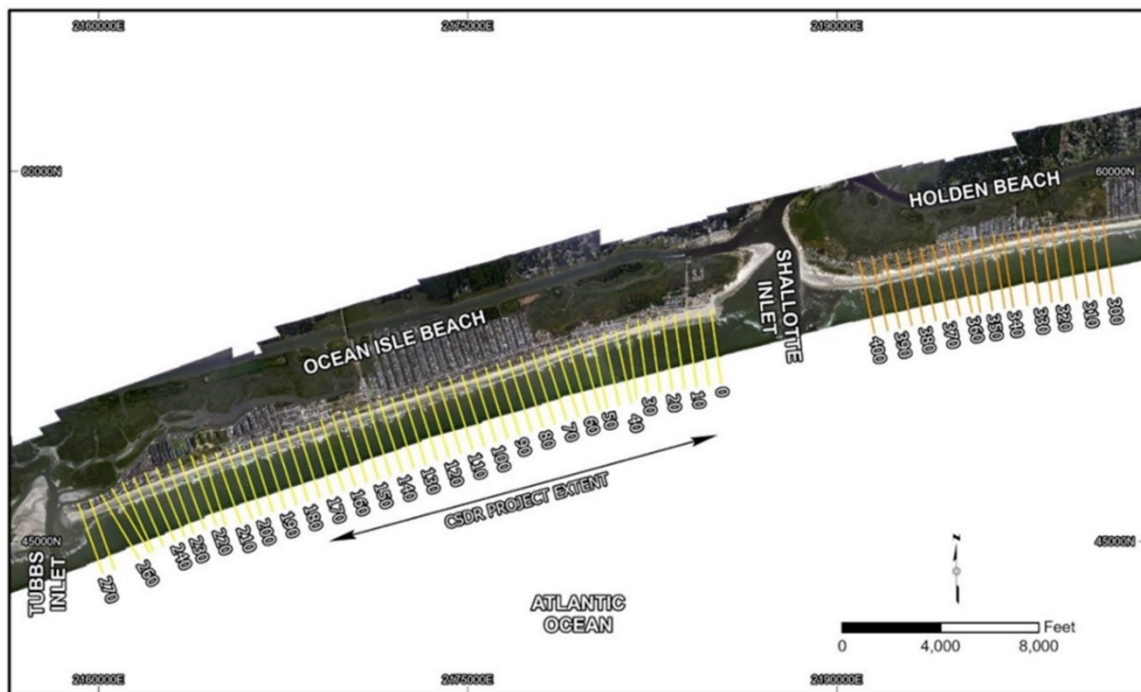 2160000E
2175000E
2190000E
60000N
60000N
HOLDEN BEACH
SHALLOTTE
INLET
OCEAN ISLE BEACH
400
390
380
370
360
350
340
330
320
310
300
0
10
20
30
40
50
60
70
80
90
100
110
120
130
140
150
160
170
180
190
200
210
220
230
240
260
270
CSDR PROJECT EXTENT
45000N
45000N
TUBBS
INLET
ATLANTIC
OCEAN
Feet
0
4,000
8,000
2160000E
2175000E
2190000E